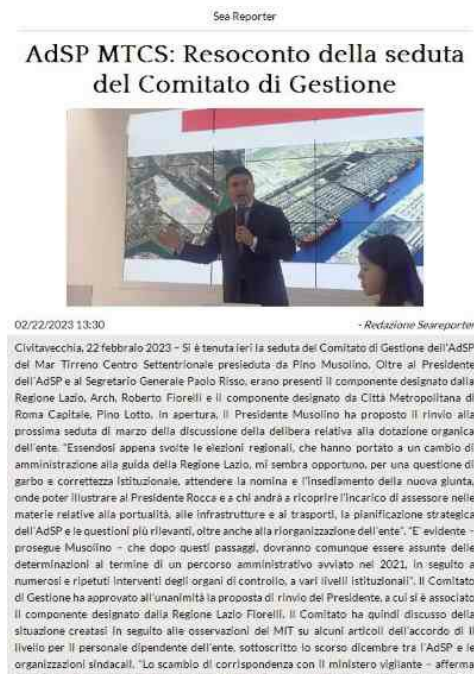 Sea Reporter
AdSP MTCS: Resoconto della seduta
del Comitato di Gestione
02/22/2023 13:30
- Redazione Seareporter
Civitavecchia, 22 febbraio 2023 – Si è tenuta ieri la seduta del Comitato di Gestione dell'AdSP
del Mar Tirreno Centro Settentrionale presieduta da Pino Musolino. Oltre al Presidente
dell'AdSP e al Segretario Generale Paolo Risso, erano presenti il componente designato dalla
Regione Lazio, Arch. Roberto Fiorelli e il componente designato da Città Metropolitana di
Roma Capitale, Pino Lotto. In apertura, il Presidente Musolino ha proposto il rinvio alla
prossima seduta di marzo della discussione della delibera relativa alla dotazione organica
dell'ente. "Essendosi appena svolte le elezioni regionali, che hanno portato a un cambio di
amministrazione alla guida della Regione Lazio, mi sembra opportuno, per una questione di
garbo e correttezza istituzionale, attendere la nomina e l'insediamento della nuova giunta,
onde poter illustrare al Presidente Rocca e a chi andrà a ricoprire l'incarico di assessore nelle
materie relative alla portualità, alle infrastrutture e ai trasporti, la pianificazione strategica
dell'AdSP e le questioni più rilevanti, oltre anche alla riorganizzazione dell'ente". "E' evidente –
prosegue Musolino – che dopo questi passaggi, dovranno comunque essere assunte delle
determinazioni al termine di un percorso amministrativo avviato nel 2021, in seguito a
numerosi e ripetuti interventi degli organi di controllo, a vari livelli istituzionali". Il Comitato
di Gestione ha approvato all'unanimità la proposta di rinvio del Presidente, a cui si è associato
il componente designato dalla Regione Lazio Fiorelli. Il Comitato ha quindi discusso della
situazione creatasi in seguito alle osservazioni del MIT su alcuni articoli dell'accordo di II
livello per il personale dipendente dell'ente, sottoscritto lo scorso dicembre tra l'AdSP e le
organizzazioni sindacali. "Lo scambio di corrispondenza con il ministero vigilante – afferma